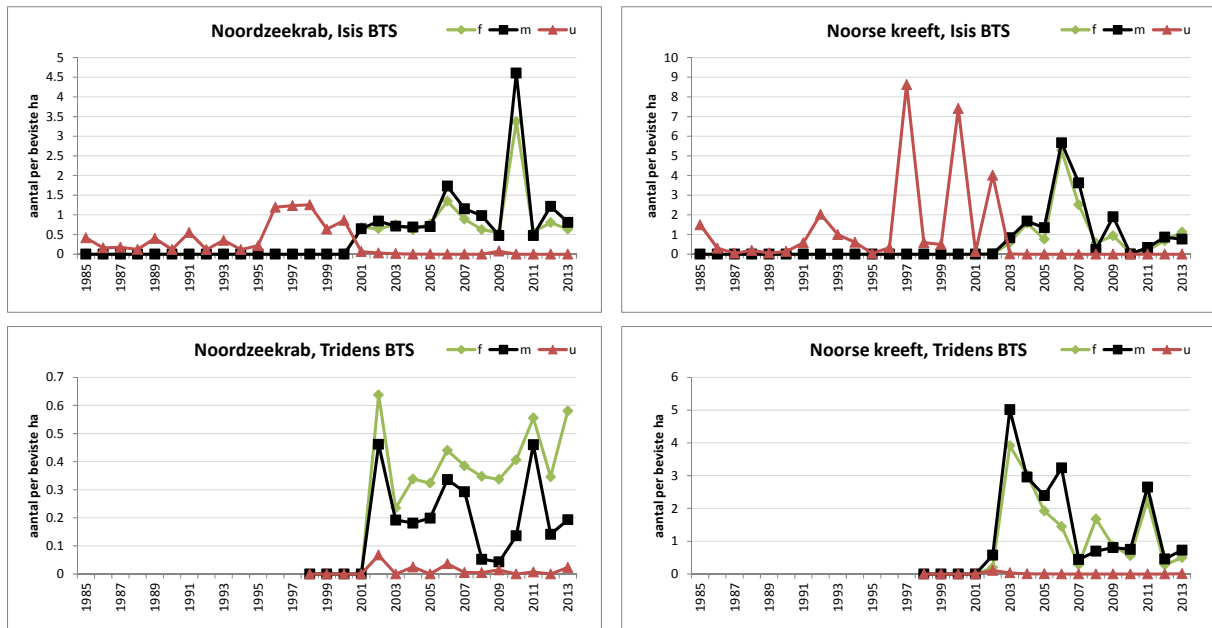 Noordzeekrab, Isis BTS
f m u
aantal per beviste ha
5
4.5
4
3.5
3
2.5
2
1.5
1
0.5
0
1985 1987 1989 1991 1993 1995 1997 1999 2001 2003 2005 2007 2009 2011 2013
Noorse kreeft, Isis BTS
f m u
aantal per beviste ha
10
9
8
7
6
5
4
3
2
1
0
1985 1987 1989 1991 1993 1995 1997 1999 2001 2003 2005 2007 2009 2011 2013
Noordzeekrab, Tridens BTS
f m u
aantal per beviste ha
0.7
0.6
0.5
0.4
0.3
0.2
0.1
0
1985 1987 1989 1991 1993 1995 1997 1999 2001 2003 2005 2007 2009 2011 2013
Noorse kreeft, Tridens BTS
f m u
aantal per beviste ha
6
5
4
3
2
1
0
1985 1987 1989 1991 1993 1995 1997 1999 2001 2003 2005 2007 2009 2011 2013